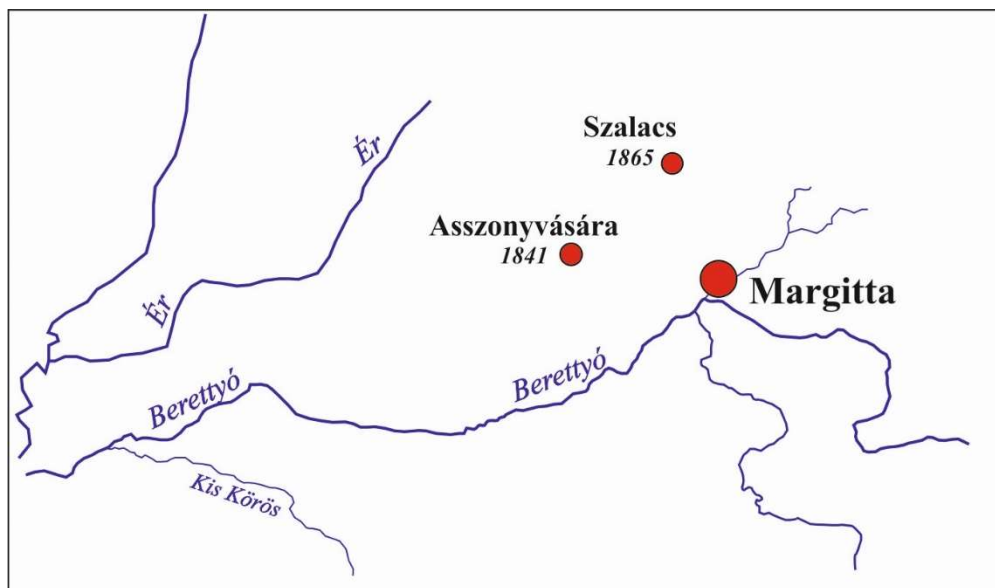 Szalacs
1865
Ér
Asszonyvására
1841
Margitta
Ér
Berettyó
Berettyó
Kis Körös